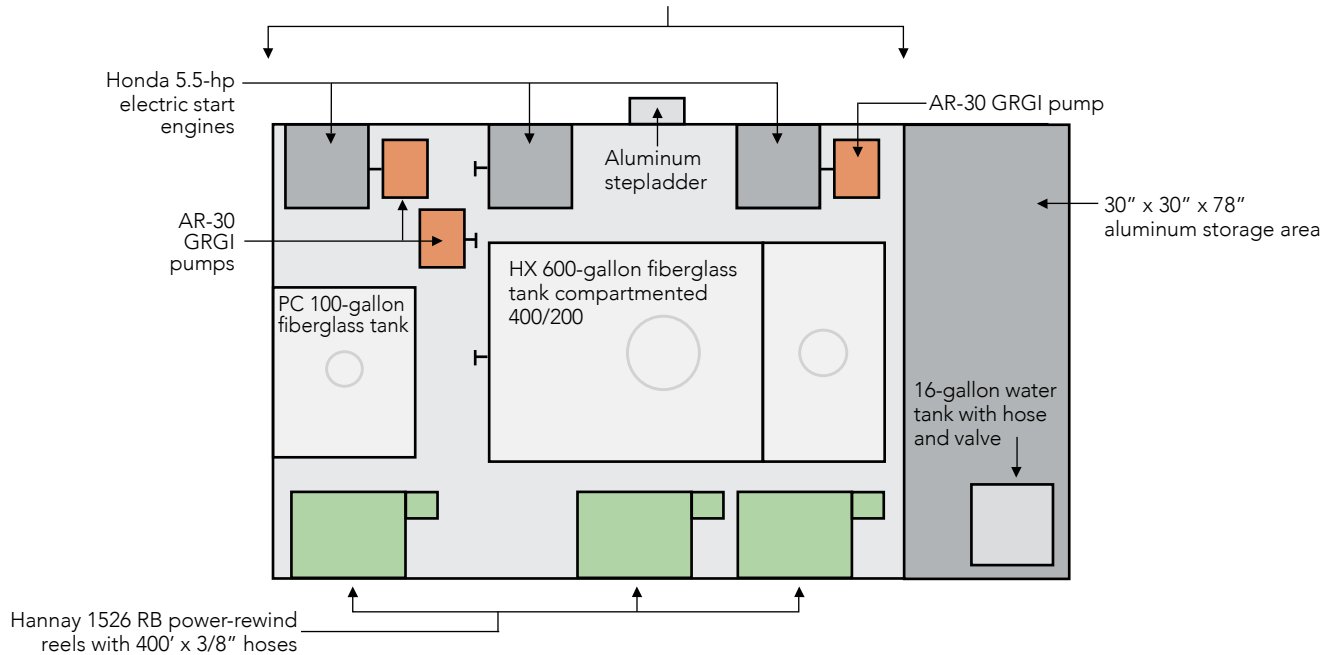 Honda 5.5-hp
electric start
engines
AR-30 GRGI pump
Aluminum
stepladder
30” x 30” x 78”
aluminum storage area
AR-30
GRGI
pumps
HX 600-gallon fiberglass
tank compartmented
400/200
PC 100-gallon
fiberglass tank
16-gallon water
tank with hose
and valve
Hannay 1526 RB power-rewind
reels with 400’ x 3/8” hoses